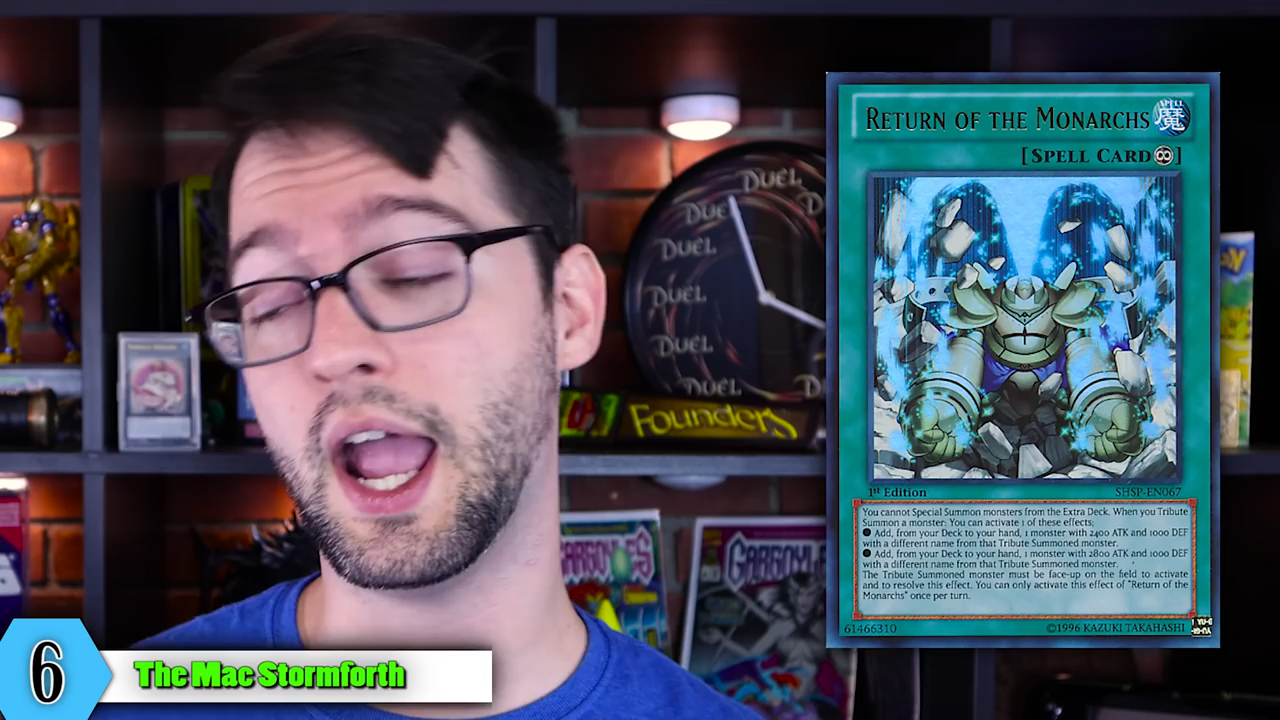 DUEL
DUEL
DUEL
DUEL
DUEL
DUEL
Founders
GARGOYLES
GARGOYLES
6
The Mac Stormforth
RETURN OF THE MONARCHS
SPELL
魔
[SPELL CARD]
1st Edition
SHSP-EN067
You cannot Special Summon monsters from the Extra Deck. When you Tribute
Summon a monster: You can activate 1 of these effects;
● Add, from your Deck to your hand, 1 monster with 2400 ATK and 1000 DEF
with a different name from that Tribute Summoned monster.
● Add, from your Deck to your hand, 1 monster with 2800 ATK and 1000 DEF
with a different name from that Tribute Summoned monster.
The Tribute Summoned monster must be face-up on the field to activate
and to resolve this effect. You can only activate this effect of "Return of the
Monarchs" once per turn.
61466310
©1996 KAZUKI TAKAHASHI